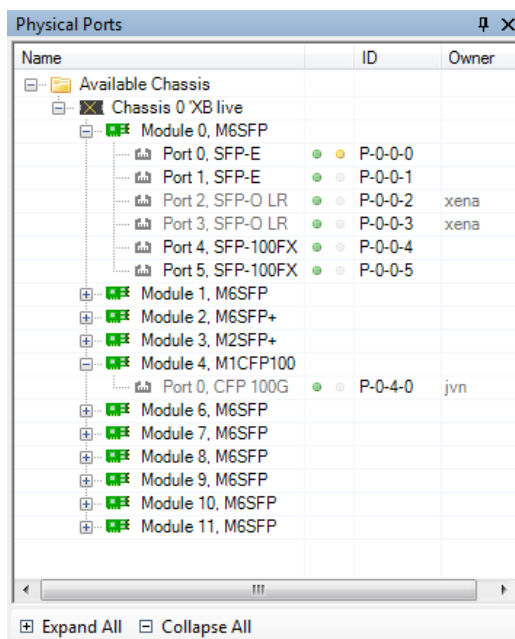 Physical Ports
Name ID Owner
Available Chassis
Chassis 0 'XB live
Module 0, M6SFP
Port 0, SFP-E P-0-0-0
Port 1, SFP-E P-0-0-1
Port 2, SFP-O LR P-0-0-2 xena
Port 3, SFP-O LR P-0-0-3 xena
Port 4, SFP-100FX P-0-0-4
Port 5, SFP-100FX P-0-0-5
Module 1, M6SFP
Module 2, M6SFP+
Module 3, M2SFP+
Module 4, M1CFP100
Port 0, CFP 100G P-0-4-0 jvn
Module 6, M6SFP
Module 7, M6SFP
Module 8, M6SFP
Module 9, M6SFP
Module 10, M6SFP
Module 11, M6SFP
Expand All Collapse All